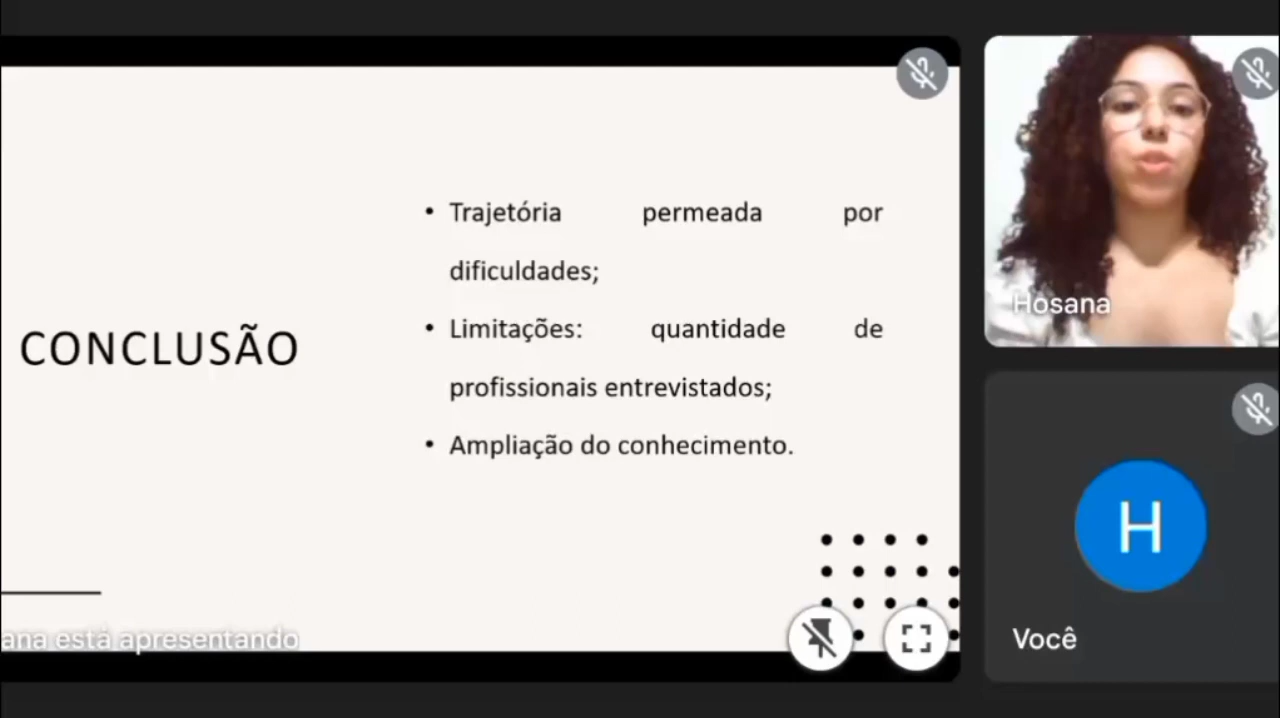 CONCLUSÃO
• Trajetória permeada por
dificuldades;
• Limitações: quantidade de
profissionais entrevistados;
• Ampliação do conhecimento.
ana está apresentando
Hosana
H
Você